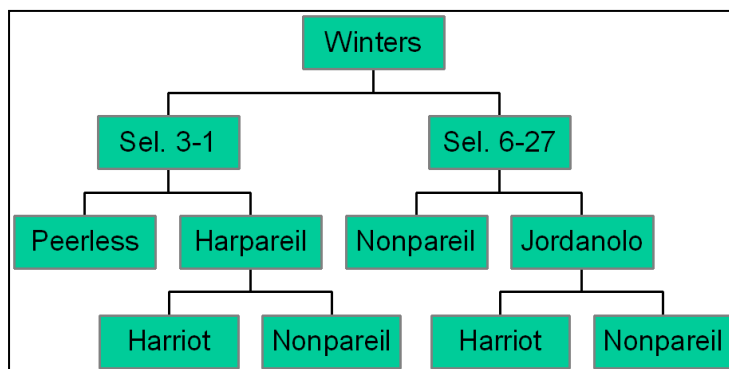 Winters
Sel. 3-1
Sel. 6-27
Peerless
Harpareil
Nonpareil
Jordanolo
Harriot
Nonpareil
Harriot
Nonpareil